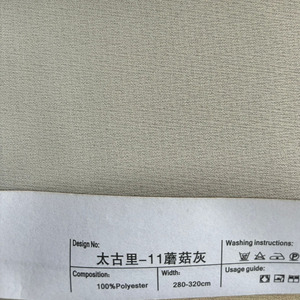 Design No:
太古里-11蘑菇灰
Washing instructions:
Composition:
100%Polyester
Width:
280-320cm
Usage guide: